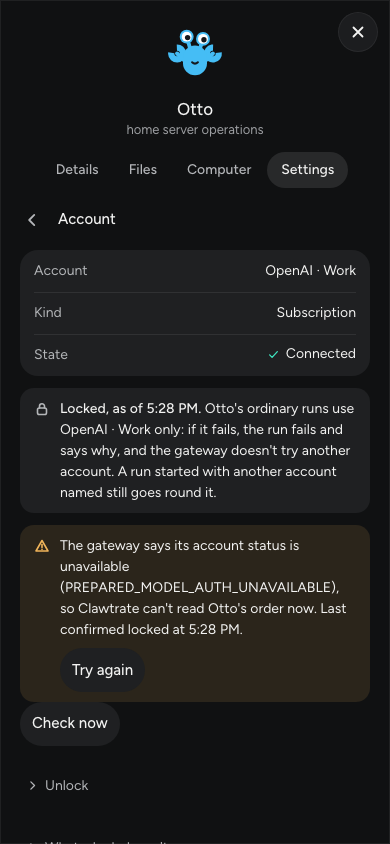 Otto
home server operations
Details Files Computer Settings
Account
Account OpenAI · Work
Kind Subscription
State Connected
Locked, as of 5:28 PM. Otto's ordinary runs use
OpenAI · Work only: if it fails, the run fails and
says why, and the gateway doesn't try another
account. A run started with another account
named still goes round it.
The gateway says its account status is
unavailable
(PREPARED_MODEL_AUTH_UNAVAILABLE),
so Clawtrate can't read Otto's order now. Last
confirmed locked at 5:28 PM.
Try again
Check now
Unlock